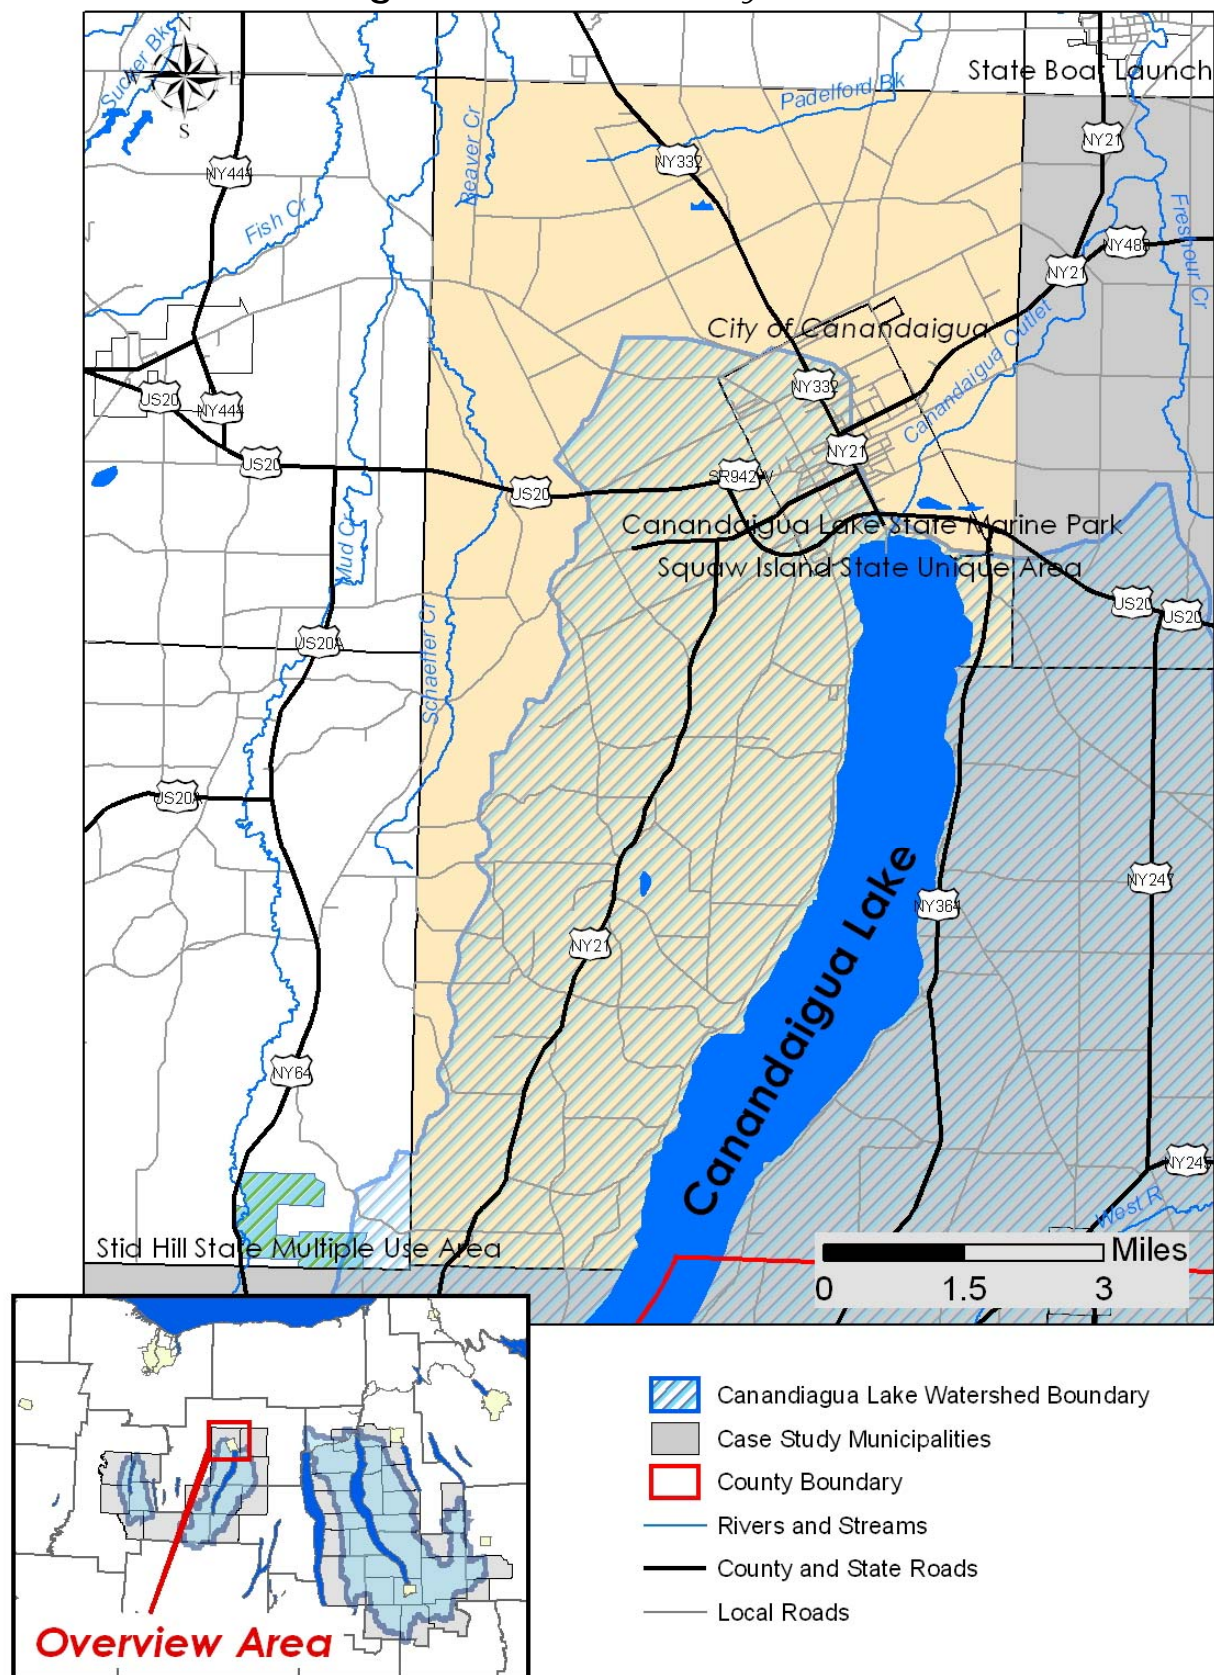 N
E
S
State Boat Launch
Sucker Bk
Padelford Bk
Beaver Cr
NY332
NY21
NY444
Fish Cr
Freshour Cr
NY488
NY21
City of Canandaigua
Canandaigua Outlet
NY332
US20
NY444
NY21
US20
SR942W
US20
Canandaigua Lake State Marine Park
Mud Cr
Squaw Island State Unique Area
US20
US20
US20A
Schaeffer Cr
US20A
Canandaigua Lake
NY247
NY364
NY21
NY64
NY245
West R
Stid Hill State Multiple Use Area
Miles
0 1.5 3
Canandiagua Lake Watershed Boundary
Case Study Municipalities
County Boundary
Rivers and Streams
County and State Roads
Local Roads
Overview Area